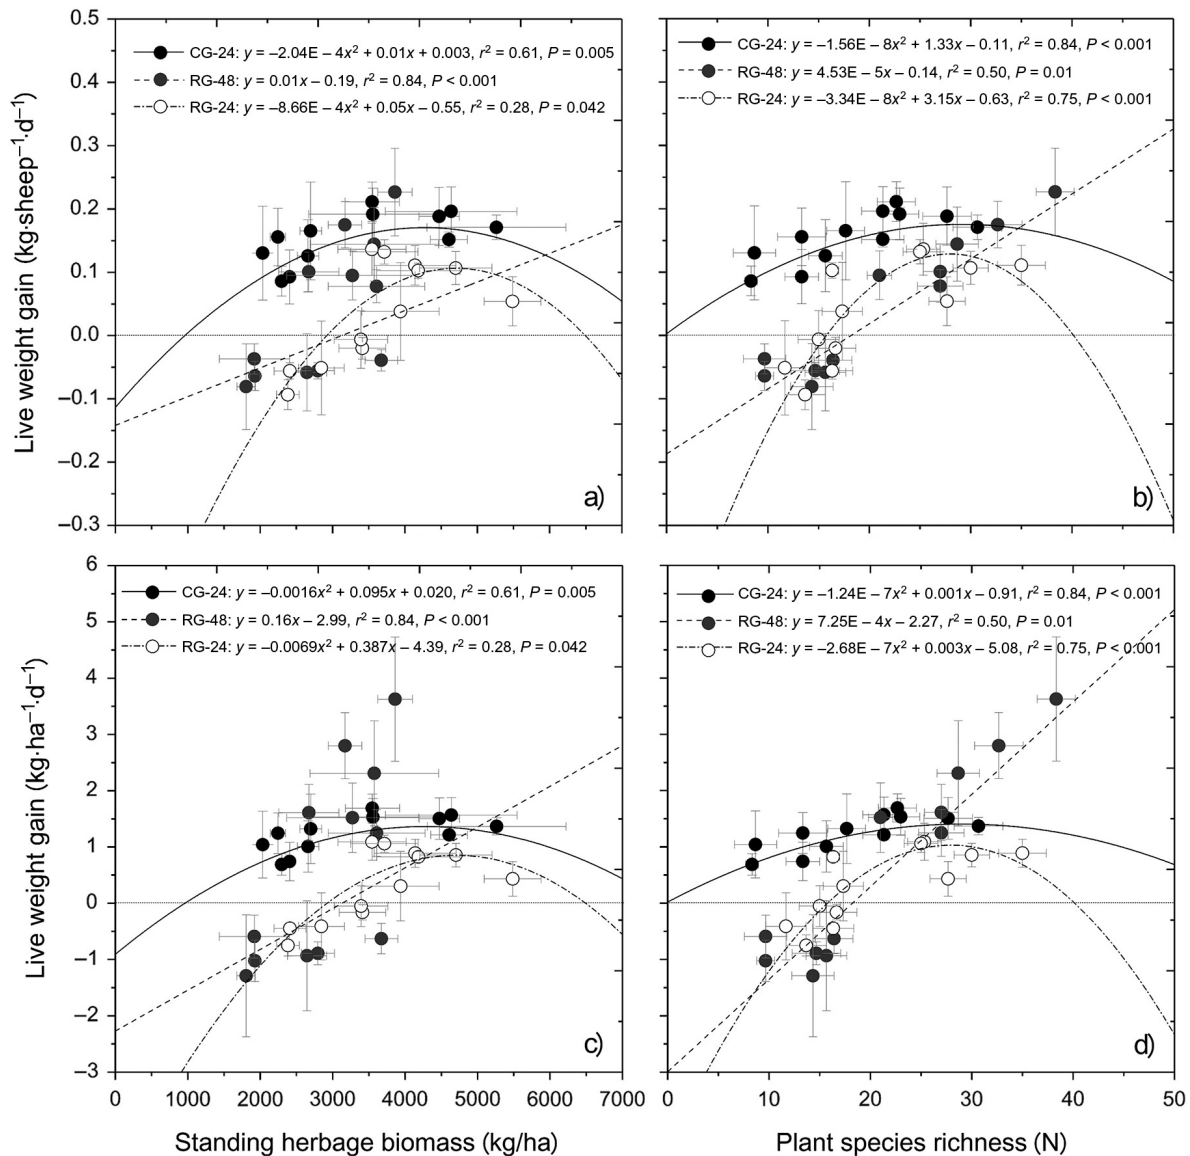 0.5
0.4
0.3
0.2
0.1
0.0
–0.1
–0.2
–0.3
Live weight gain (kg·sheep⁻¹·d⁻¹)
CG-24: y = –2.04E – 4x² + 0.01x + 0.003, r² = 0.61, P = 0.005
RG-48: y = 0.01x – 0.19, r² = 0.84, P < 0.001
RG-24: y = –8.66E – 4x² + 0.05x – 0.55, r² = 0.28, P = 0.042
a)
CG-24: y = –1.56E – 8x² + 1.33x – 0.11, r² = 0.84, P < 0.001
RG-48: y = 4.53E – 5x – 0.14, r² = 0.50, P = 0.01
RG-24: y = –3.34E – 8x² + 3.15x – 0.63, r² = 0.75, P < 0.001
b)
6
5
4
3
2
1
0
–1
–2
–3
Live weight gain (kg·ha⁻¹·d⁻¹)
CG-24: y = –0.0016x² + 0.095x + 0.020, r² = 0.61, P = 0.005
RG-48: y = 0.16x – 2.99, r² = 0.84, P < 0.001
RG-24: y = –0.0069x² + 0.387x – 4.39, r² = 0.28, P = 0.042
c)
0 1000 2000 3000 4000 5000 6000 7000
Standing herbage biomass (kg/ha)
CG-24: y = –1.24E – 7x² + 0.001x – 0.91, r² = 0.84, P < 0.001
RG-48: y = 7.25E – 4x – 2.27, r² = 0.50, P = 0.01
RG-24: y = –2.68E – 7x² + 0.003x – 5.08, r² = 0.75, P < 0.001
d)
0 10 20 30 40 50
Plant species richness (N)